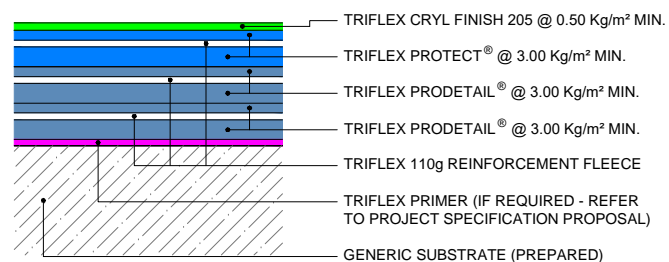 TRIFLEX CRYL FINISH 205 @ 0.50 Kg/m² MIN.
TRIFLEX PROTECT® @ 3.00 Kg/m² MIN.
TRIFLEX PRODETAIL® @ 3.00 Kg/m² MIN.
TRIFLEX PRODETAIL® @ 3.00 Kg/m² MIN.
TRIFLEX 110g REINFORCEMENT FLEECE
TRIFLEX PRIMER (IF REQUIRED - REFER
TO PROJECT SPECIFICATION PROPOSAL)
GENERIC SUBSTRATE (PREPARED)